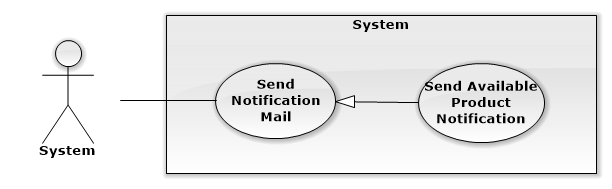 System
Send
Notification
Mail
Send Available
Product
Notification
System